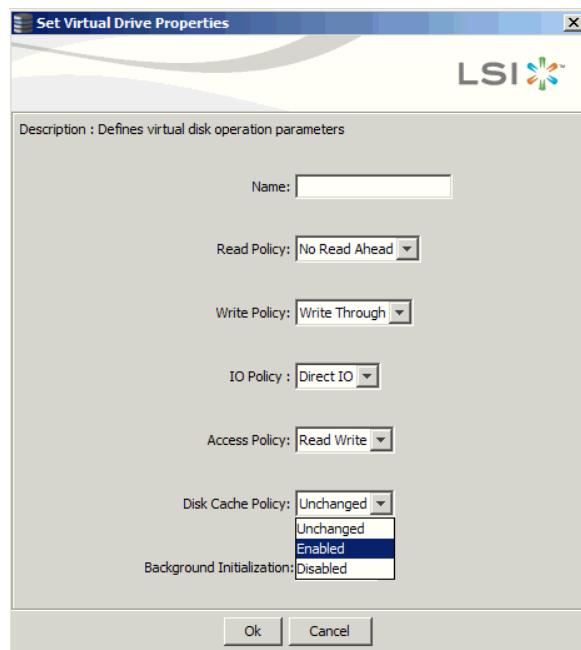 Set Virtual Drive Properties
LSI™
Description : Defines virtual disk operation parameters
Name:
Read Policy: No Read Ahead
Write Policy: Write Through
IO Policy : Direct IO
Access Policy: Read Write
Disk Cache Policy: Unchanged
Unchanged
Enabled
Background Initialization: Disabled
Ok Cancel